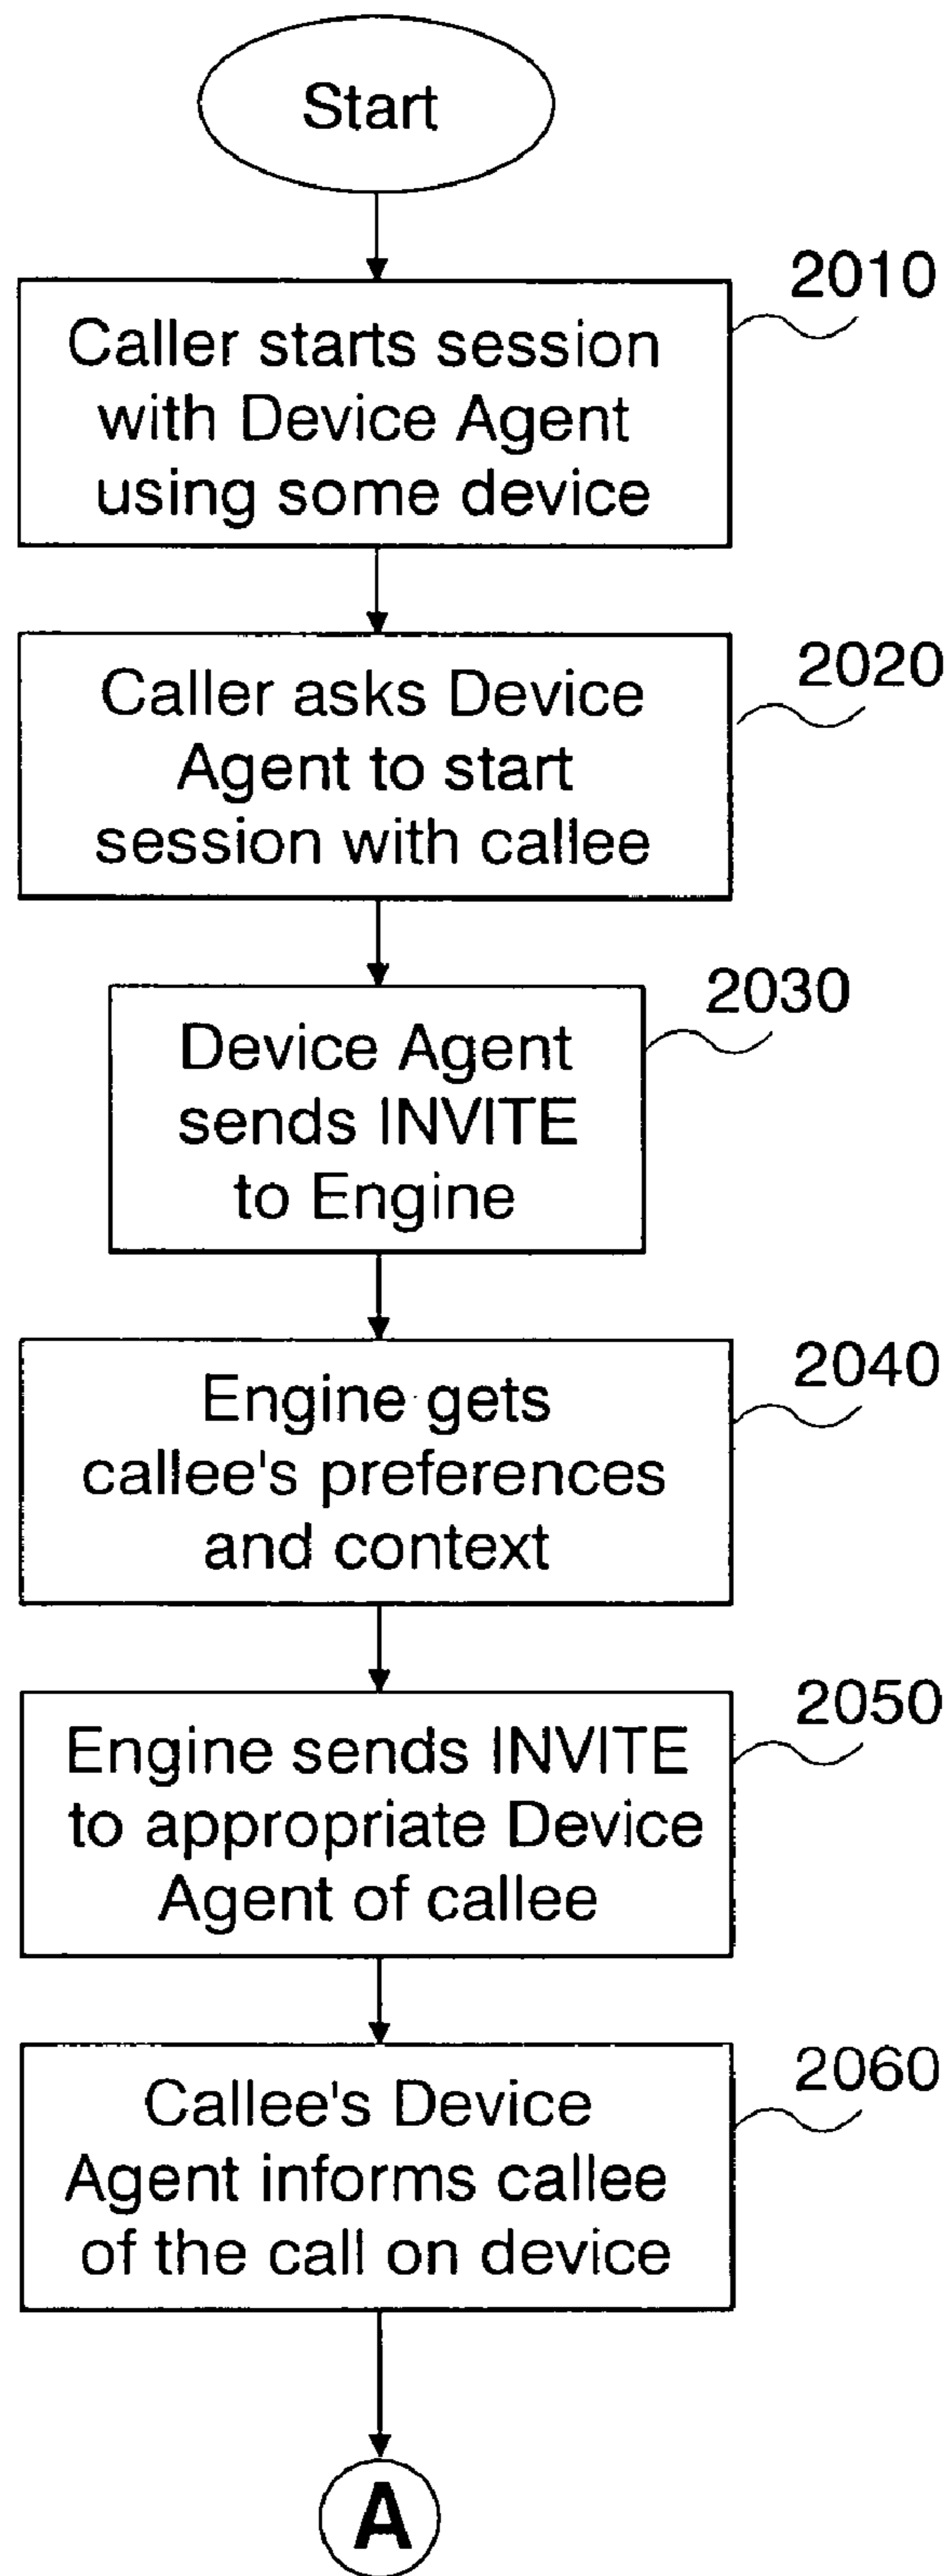 Start
2010
Caller starts session
with Device Agent
using some device
2020
Caller asks Device
Agent to start
session with callee
2030
Device Agent
sends INVITE
to Engine
2040
Engine gets
callee's preferences
and context
2050
Engine sends INVITE
to appropriate Device
Agent of callee
2060
Callee's Device
Agent informs callee
of the call on device
A